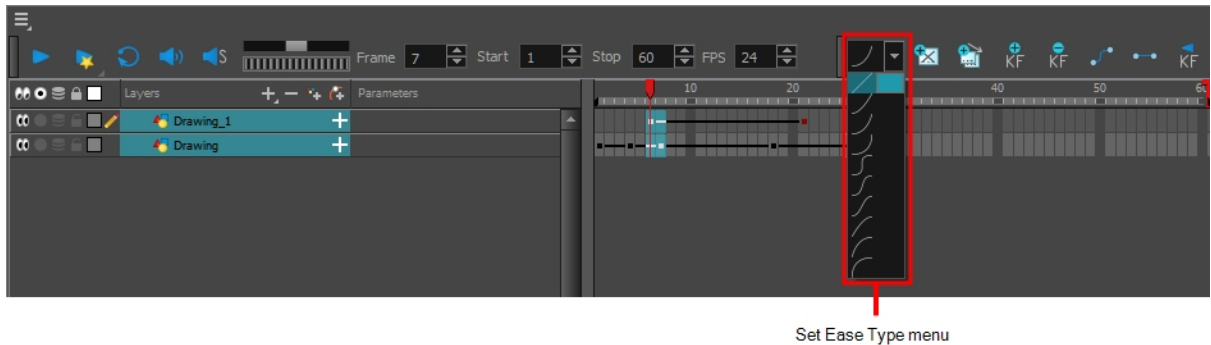 S Frame 7 Start 1 Stop 60 FPS 24 KF KF KF
Layers Parameters 10 20 40 50 60
Drawing_1
Drawing
Set Ease Type menu